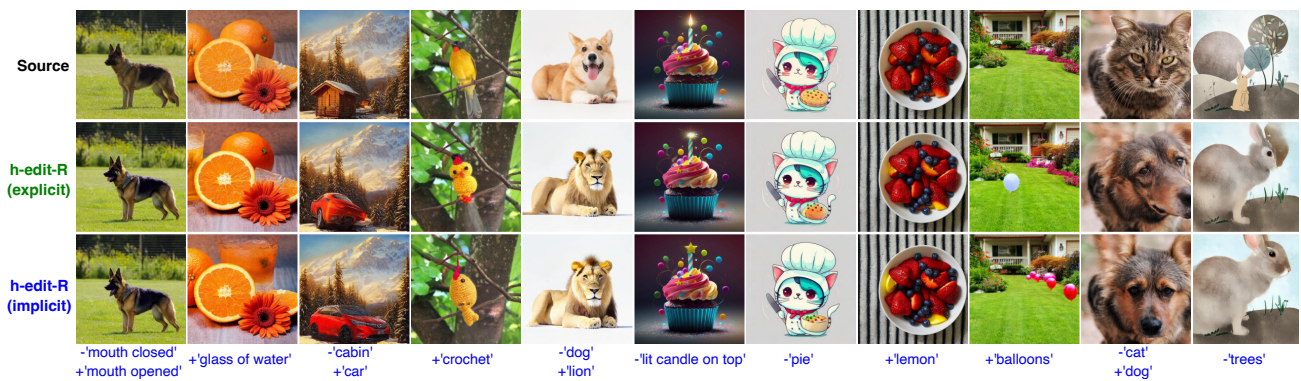 Source
h-edit-R
(explicit)
h-edit-R
(implicit)
-'mouth closed'
+'mouth opened'
+'glass of water'
-'cabin'
+'car'
+'crochet'
-'dog'
+'lion'
-'lit candle on top'
-'pie'
+'lemon'
+'balloons'
-'cat'
+'dog'
-'trees'